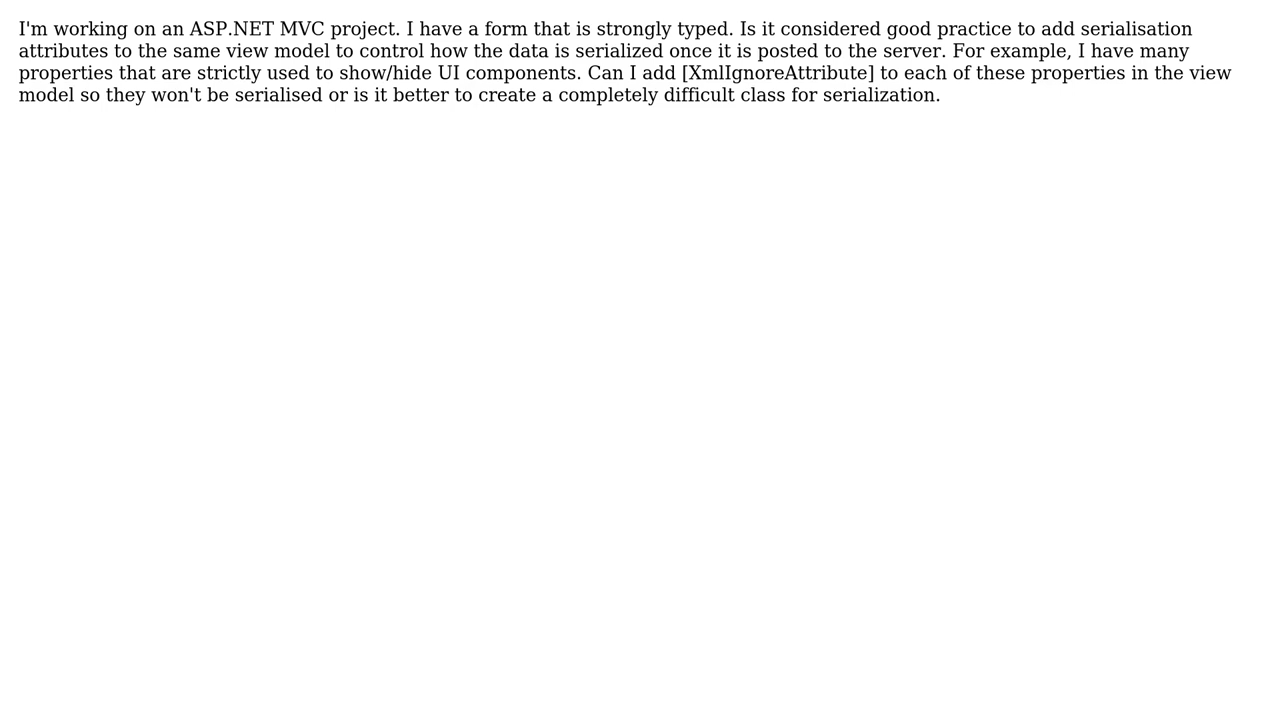 I'm working on an ASP.NET MVC project. I have a form that is strongly typed. Is it considered good practice to add serialisation
attributes to the same view model to control how the data is serialized once it is posted to the server. For example, I have many
properties that are strictly used to show/hide UI components. Can I add [XmlIgnoreAttribute] to each of these properties in the view
model so they won't be serialised or is it better to create a completely difficult class for serialization.